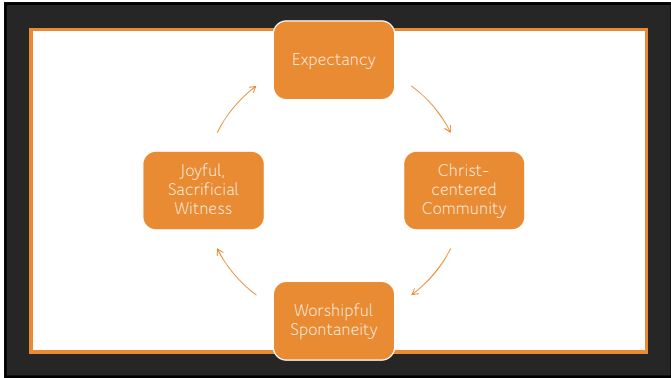 Expectancy
Christ-
centered
Community
Worshipful
Spontaneity
Joyful,
Sacrificial
Witness